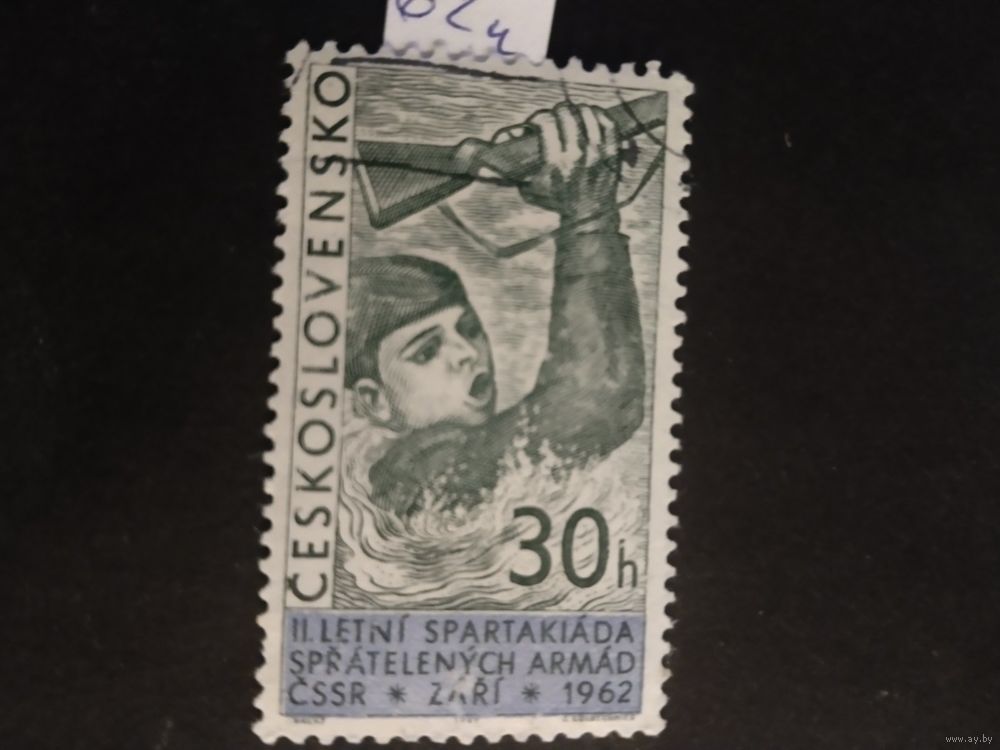 ČESKOSLOVENSKO
30h
II. LETNÍ SPARTAKIÁDA
SPŘÁTELENÝCH ARMÁD
ČSSR * ZÁŘÍ * 1962
www.ay.by